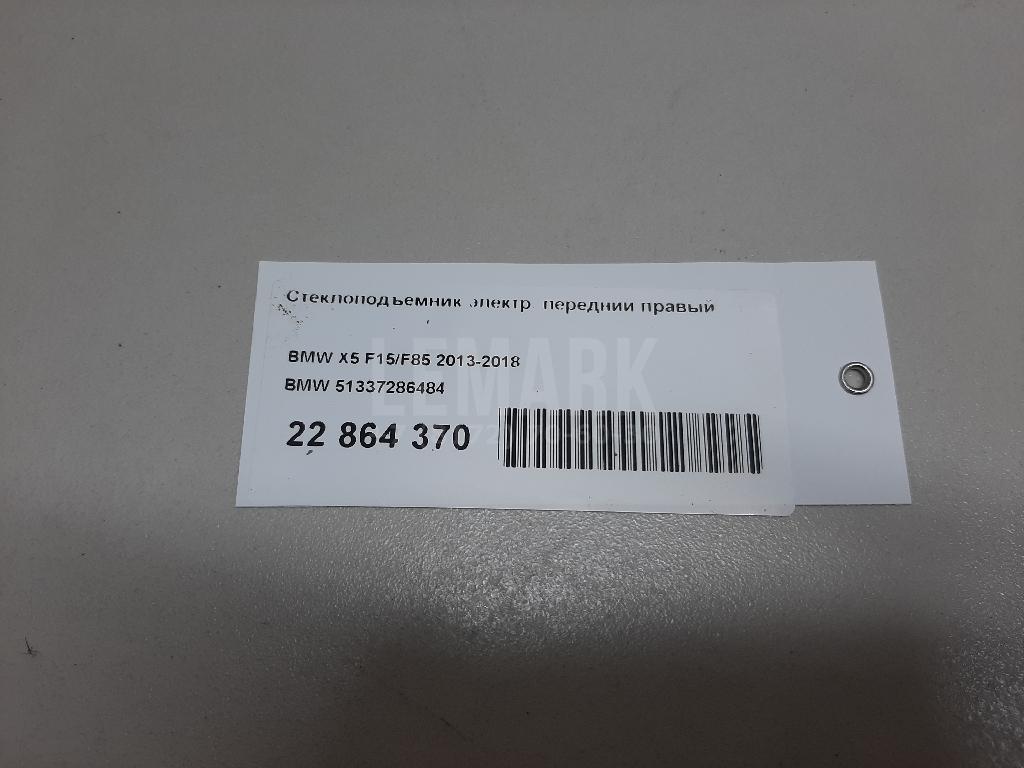 Стеклоподъемник электр. передний правый
BMW X5 F15/F85 2013-2018
BMW 51337286484
LEMARK
22 864 370